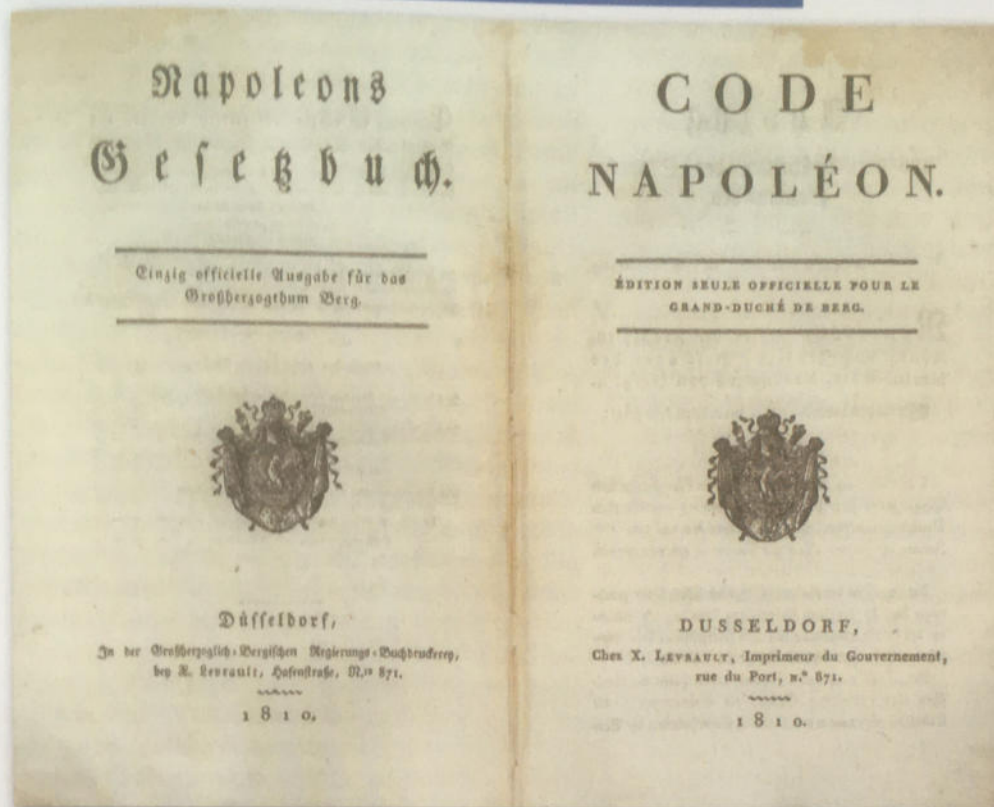 Napoleons
Gesetzbuch.
Einzig officielle Ausgabe für das
Großherzogthum Berg.
Düsseldorf,
In der Großherzoglich-Bergischen Regierungs-Buchdruckerey,
bey X. Levrault, Hafenstraße, N.ro 871.
1810.
CODE
NAPOLÉON.
ÉDITION SEULE OFFICIELLE POUR LE
GRAND-DUCHÉ DE BERG.
DUSSELDORF,
Chez X. LEVRAULT, Imprimeur du Gouvernement,
rue du Port, N.° 871.
1810.